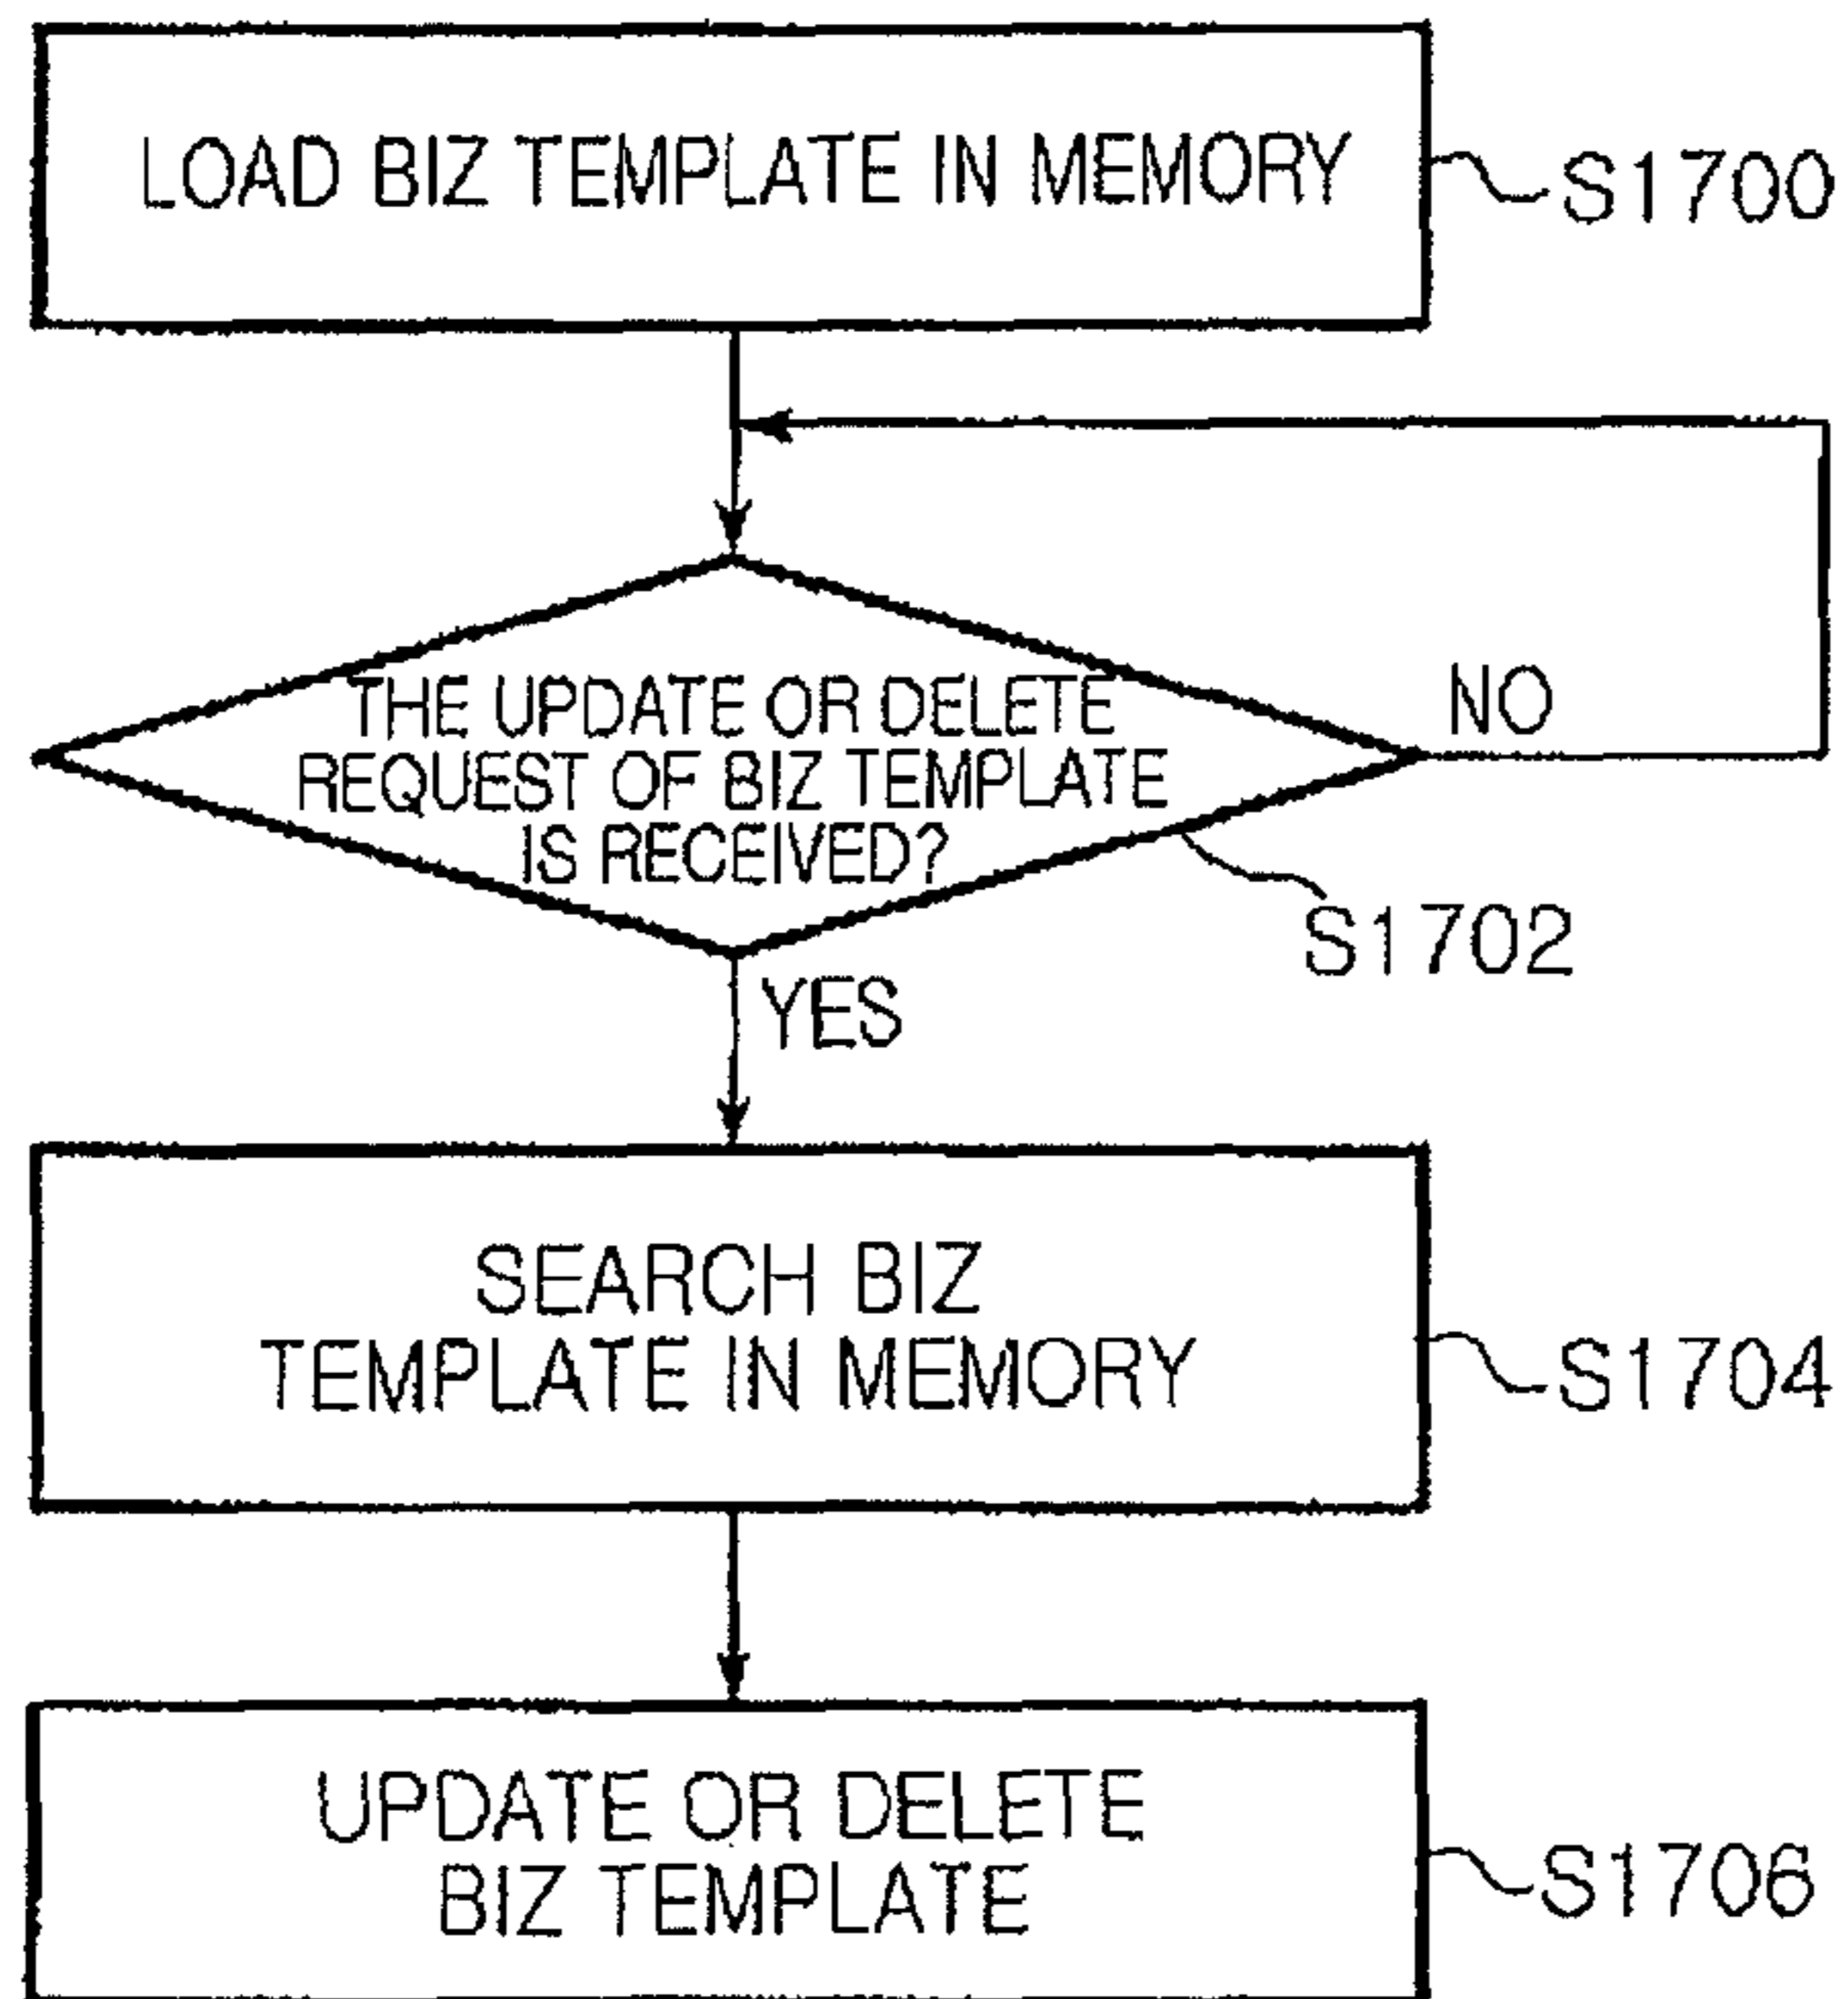 LOAD BIZ TEMPLATE IN MEMORY
S1700
THE UPDATE OR DELETE
REQUEST OF BIZ TEMPLATE
IS RECEIVED?
NO
S1702
YES
SEARCH BIZ
TEMPLATE IN MEMORY
S1704
UPDATE OR DELETE
BIZ TEMPLATE
S1706